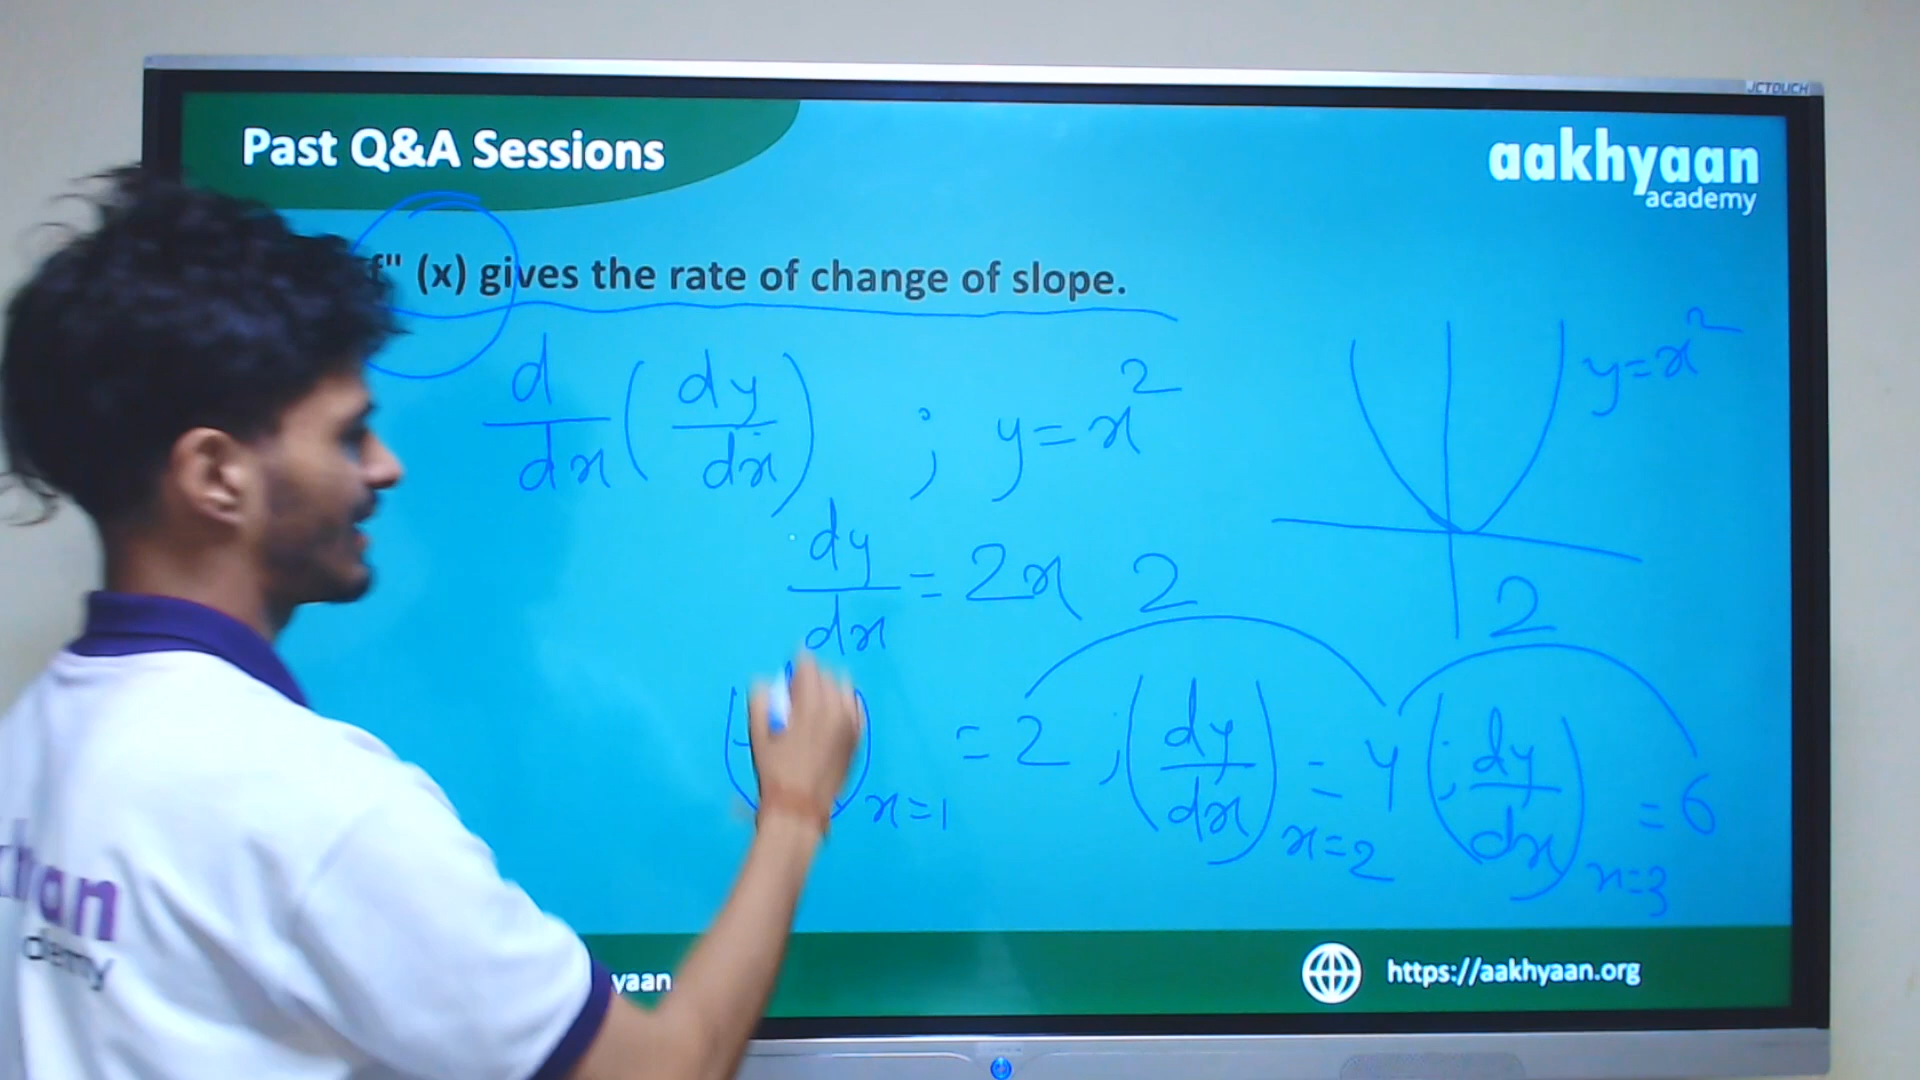 JCTOUCH
Past Q&A Sessions
aakhyaan
academy
f" (x) gives the rate of change of slope.
d/dx (dy/dx) ; y = x²
y = x²
dy/dx = 2x
2
2
( )x=1 = 2 ; (dy/dx)x=2 = 4 ; (dy/dx)x=3 = 6
yaan
https://aakhyaan.org